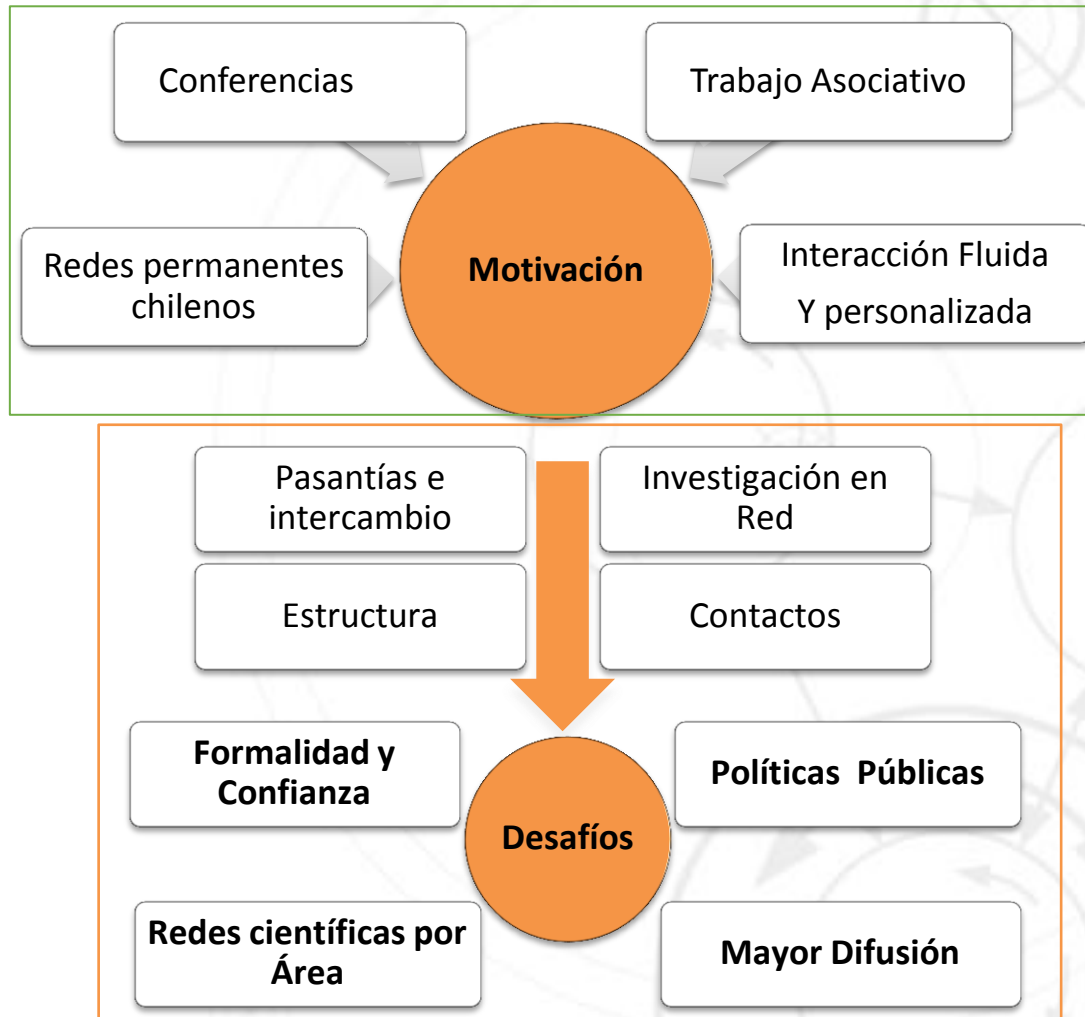 Conferencias
Trabajo Asociativo
Redes permanentes
chilenos
Motivación
Interacción Fluida
Y personalizada
Pasantías e
intercambio
Investigación en
Red
Estructura
Contactos
Formalidad y
Confianza
Políticas  Públicas
Desafíos
Redes científicas por
Área
Mayor Difusión